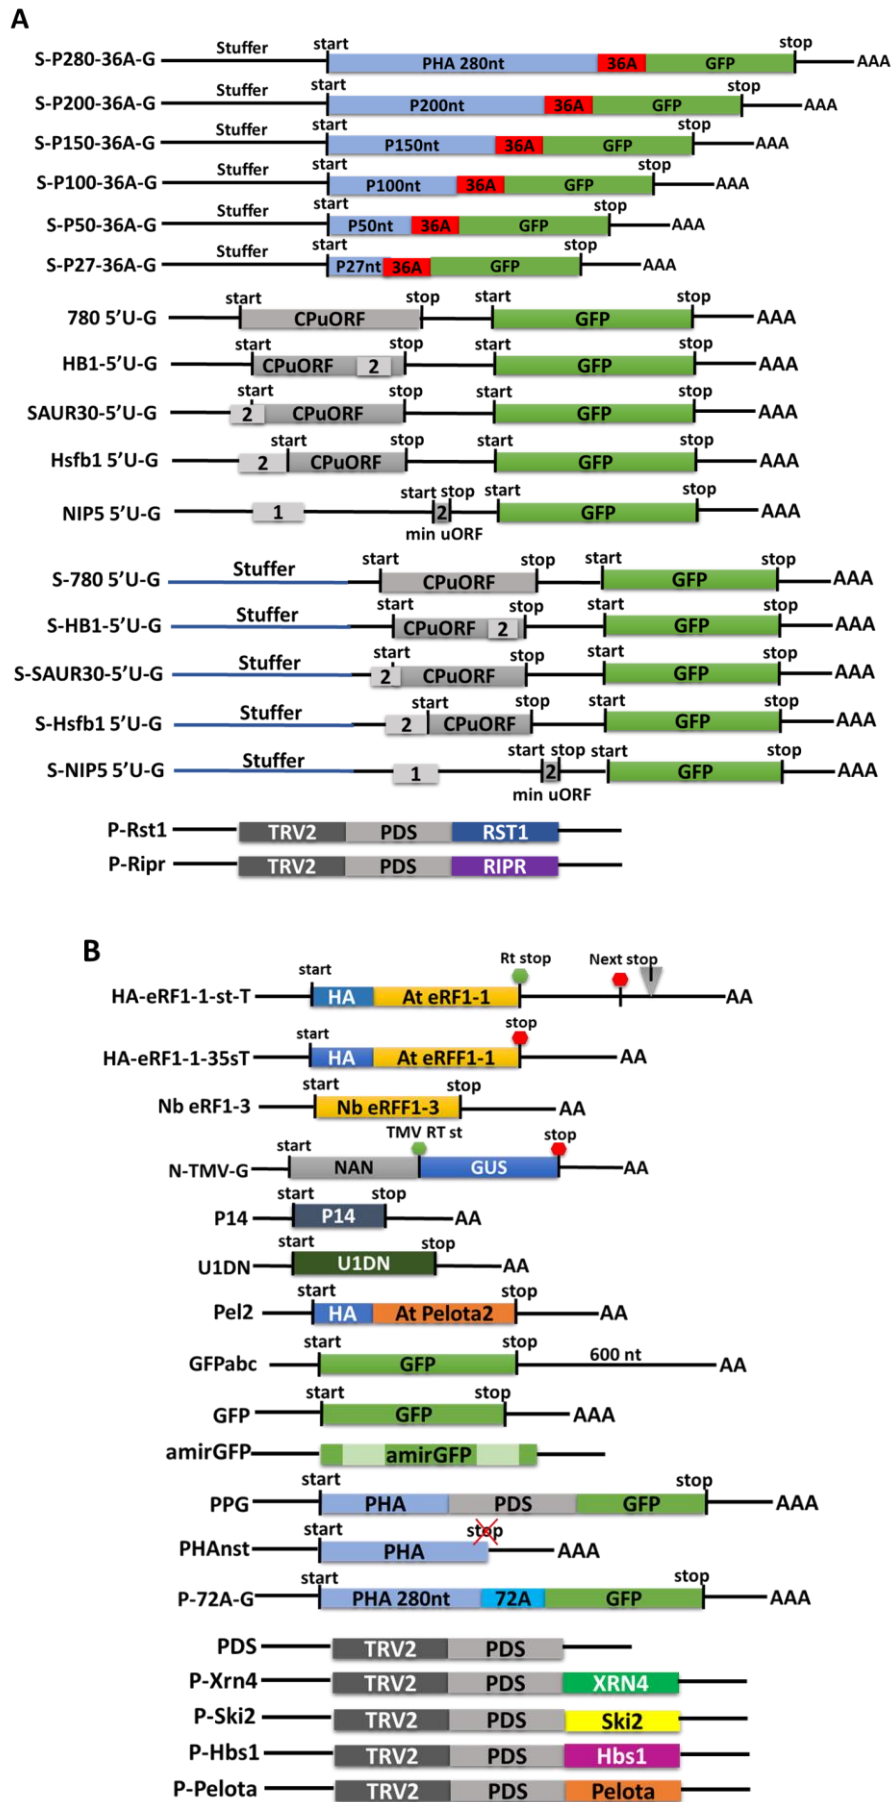 A
Stuffer start stop
S-P280-36A-G PHA 280nt 36A GFP AAA
Stuffer start stop
S-P200-36A-G P200nt 36A GFP AAA
Stuffer start stop
S-P150-36A-G P150nt 36A GFP AAA
Stuffer start stop
S-P100-36A-G P100nt 36A GFP AAA
Stuffer start stop
S-P50-36A-G P50nt 36A GFP AAA
Stuffer start stop
S-P27-36A-G P27nt 36A GFP AAA
start stop start stop
780 5’U-G CPuORF GFP AAA
start stop start stop
HB1-5’U-G CPuORF 2 GFP AAA
start stop start stop
SAUR30-5’U-G 2 CPuORF GFP AAA
start stop start stop
Hsfb1 5’U-G 2 CPuORF GFP AAA
start stop start stop
NIP5 5’U-G 1 2 GFP AAA
min uORF
Stuffer start stop start stop
S-780 5’U-G CPuORF GFP AAA
Stuffer start stop start stop
S-HB1-5’U-G CPuORF 2 GFP AAA
Stuffer start stop start stop
S-SAUR30-5’U-G 2 CPuORF GFP AAA
Stuffer start stop start stop
S-Hsfb1 5’U-G 2 CPuORF GFP AAA
Stuffer start stop start stop
S-NIP5 5’U-G 1 2 GFP AAA
min uORF
P-Rst1 TRV2 PDS RST1
P-Ripr TRV2 PDS RIPR
B
start Rt stop Next stop
HA-eRF1-1-st-T HA At eRF1-1 AA
start stop
HA-eRF1-1-35sT HA At eRFF1-1 AA
start stop
Nb eRF1-3 Nb eRFF1-3 AA
start TMV RT st stop
N-TMV-G NAN GUS AA
start stop
P14 P14 AA
start stop
U1DN U1DN AA
start stop
Pel2 HA At Pelota2 AA
start stop
GFPabc GFP 600 nt AA
start stop
GFP GFP AAA
amirGFP amirGFP
start stop
PPG PHA PDS GFP AAA
start stop
PHAnst PHA AAA
start stop
P-72A-G PHA 280nt 72A GFP AAA
PDS TRV2 PDS
P-Xrn4 TRV2 PDS XRN4
P-Ski2 TRV2 PDS Ski2
P-Hbs1 TRV2 PDS Hbs1
P-Pelota TRV2 PDS Pelota